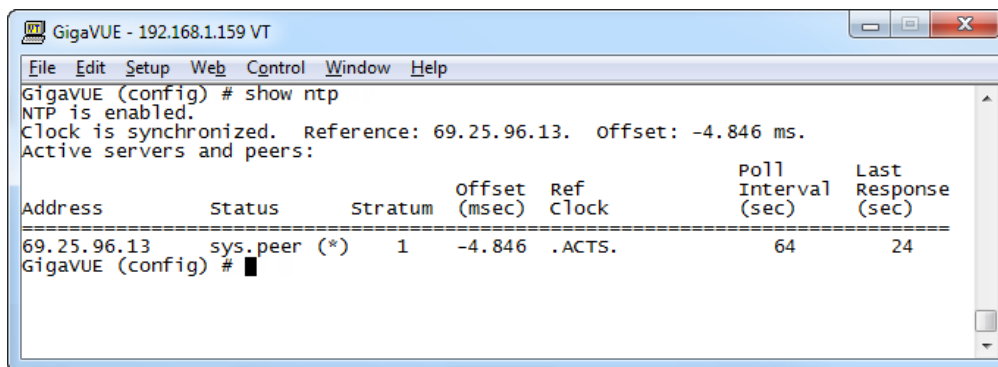 GigaVUE - 192.168.1.159 VT
File Edit Setup Web Control Window Help
GigaVUE (config) # show ntp
NTP is enabled.
Clock is synchronized.  Reference: 69.25.96.13.  Offset: -4.846 ms.
Active servers and peers:
Poll Last
Offset Ref Interval Response
Address Status Stratum (msec) Clock (sec) (sec)
==============================================================================
69.25.96.13 sys.peer (*) 1 -4.846 .ACTS. 64 24
GigaVUE (config) #